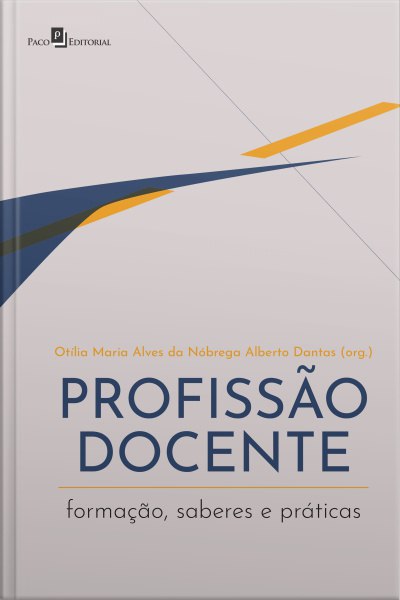 PACO EDITORIAL
Otília Maria Alves da Nóbrega Alberto Dantas (org.)
PROFISSÃO
DOCENTE
formação, saberes e práticas